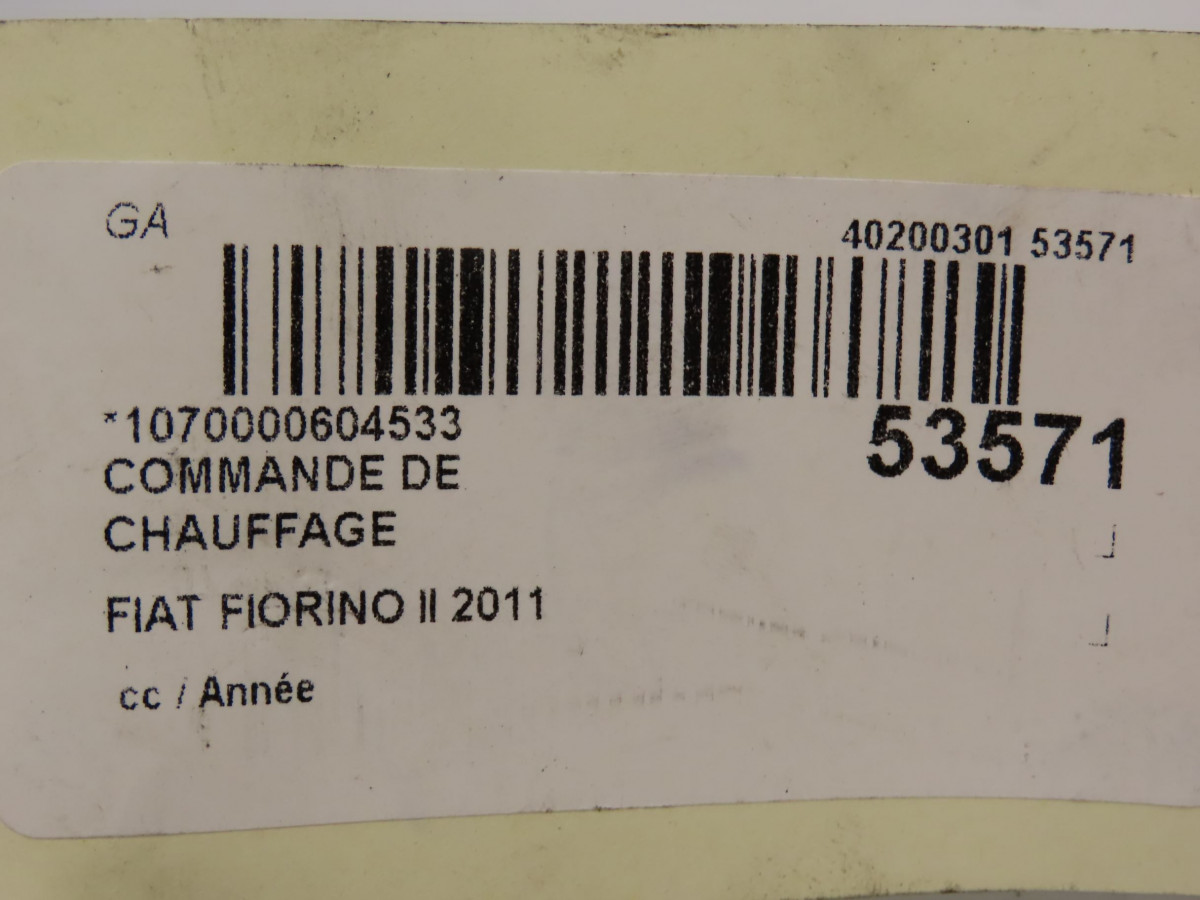 GA
40200301 53571
*1070000604533
53571
COMMANDE DE
CHAUFFAGE
FIAT FIORINO II 2011
cc / Année